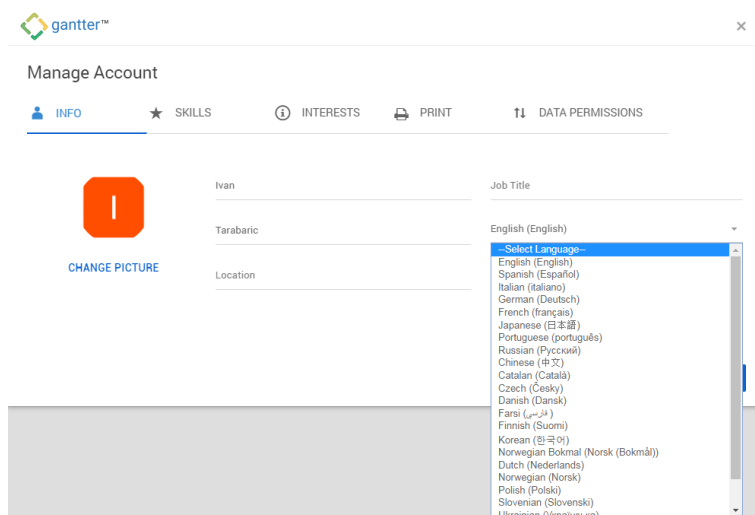 gantter™
×
Manage Account
INFO
SKILLS
INTERESTS
PRINT
DATA PERMISSIONS
I
CHANGE PICTURE
Ivan
Job Title
Tarabaric
English (English)
Location
--Select Language--
English (English)
Spanish (Español)
Italian (italiano)
German (Deutsch)
French (français)
Japanese (日本語)
Portuguese (português)
Russian (Русский)
Chinese (中文)
Catalan (Català)
Czech (Česky)
Danish (Dansk)
Farsi (فارسی)
Finnish (Suomi)
Korean (한국어)
Norwegian Bokmal (Norsk (Bokmål))
Dutch (Nederlands)
Norwegian (Norsk)
Polish (Polski)
Slovenian (Slovenski)
Ukrainian